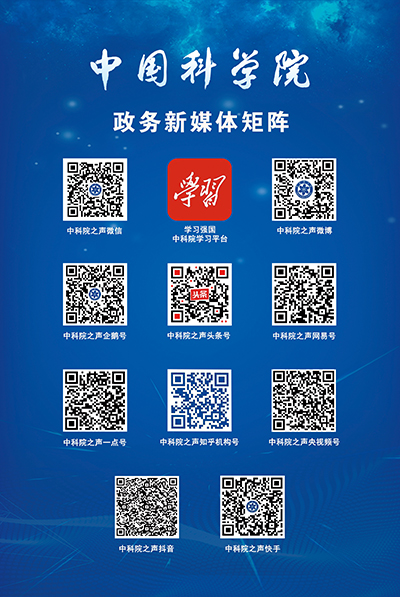 中国科学院
政务新媒体矩阵
學習
中科院之声微信
学习强国
中科院学习平台
中科院之声微博
头条
中科院之声企鹅号
中科院之声头条号
中科院之声网易号
中科院之声一点号
中科院之声知乎机构号
中科院之声央视频号
中科院之声抖音
中科院之声快手